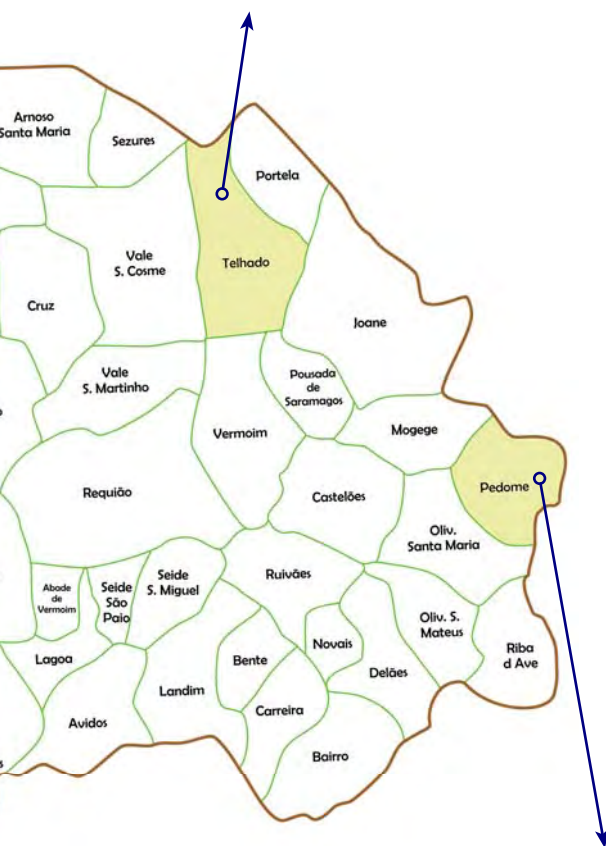 Arnoso
Santa Maria
Sezures
Portela
Vale
S. Cosme
Telhado
Cruz
Joane
Vale
S. Martinho
Pousada
de
Saramagos
Vermoim
Mogege
Pedome
Requião
Castelões
Oliv.
Santa Maria
Abade
de
Vermoim
Seide
São
Paio
Seide
S. Miguel
Ruivães
Oliv. S.
Mateus
Novais
Riba
d Ave
Lagoa
Bente
Delães
Landim
Carreira
Avidos
Bairro